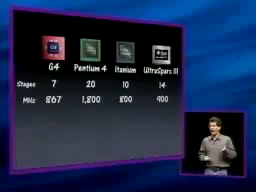 G4 Pentium 4 Itanium UltraSparc III
Stages 7 20 10 14
MHz 867 1,800 800 900